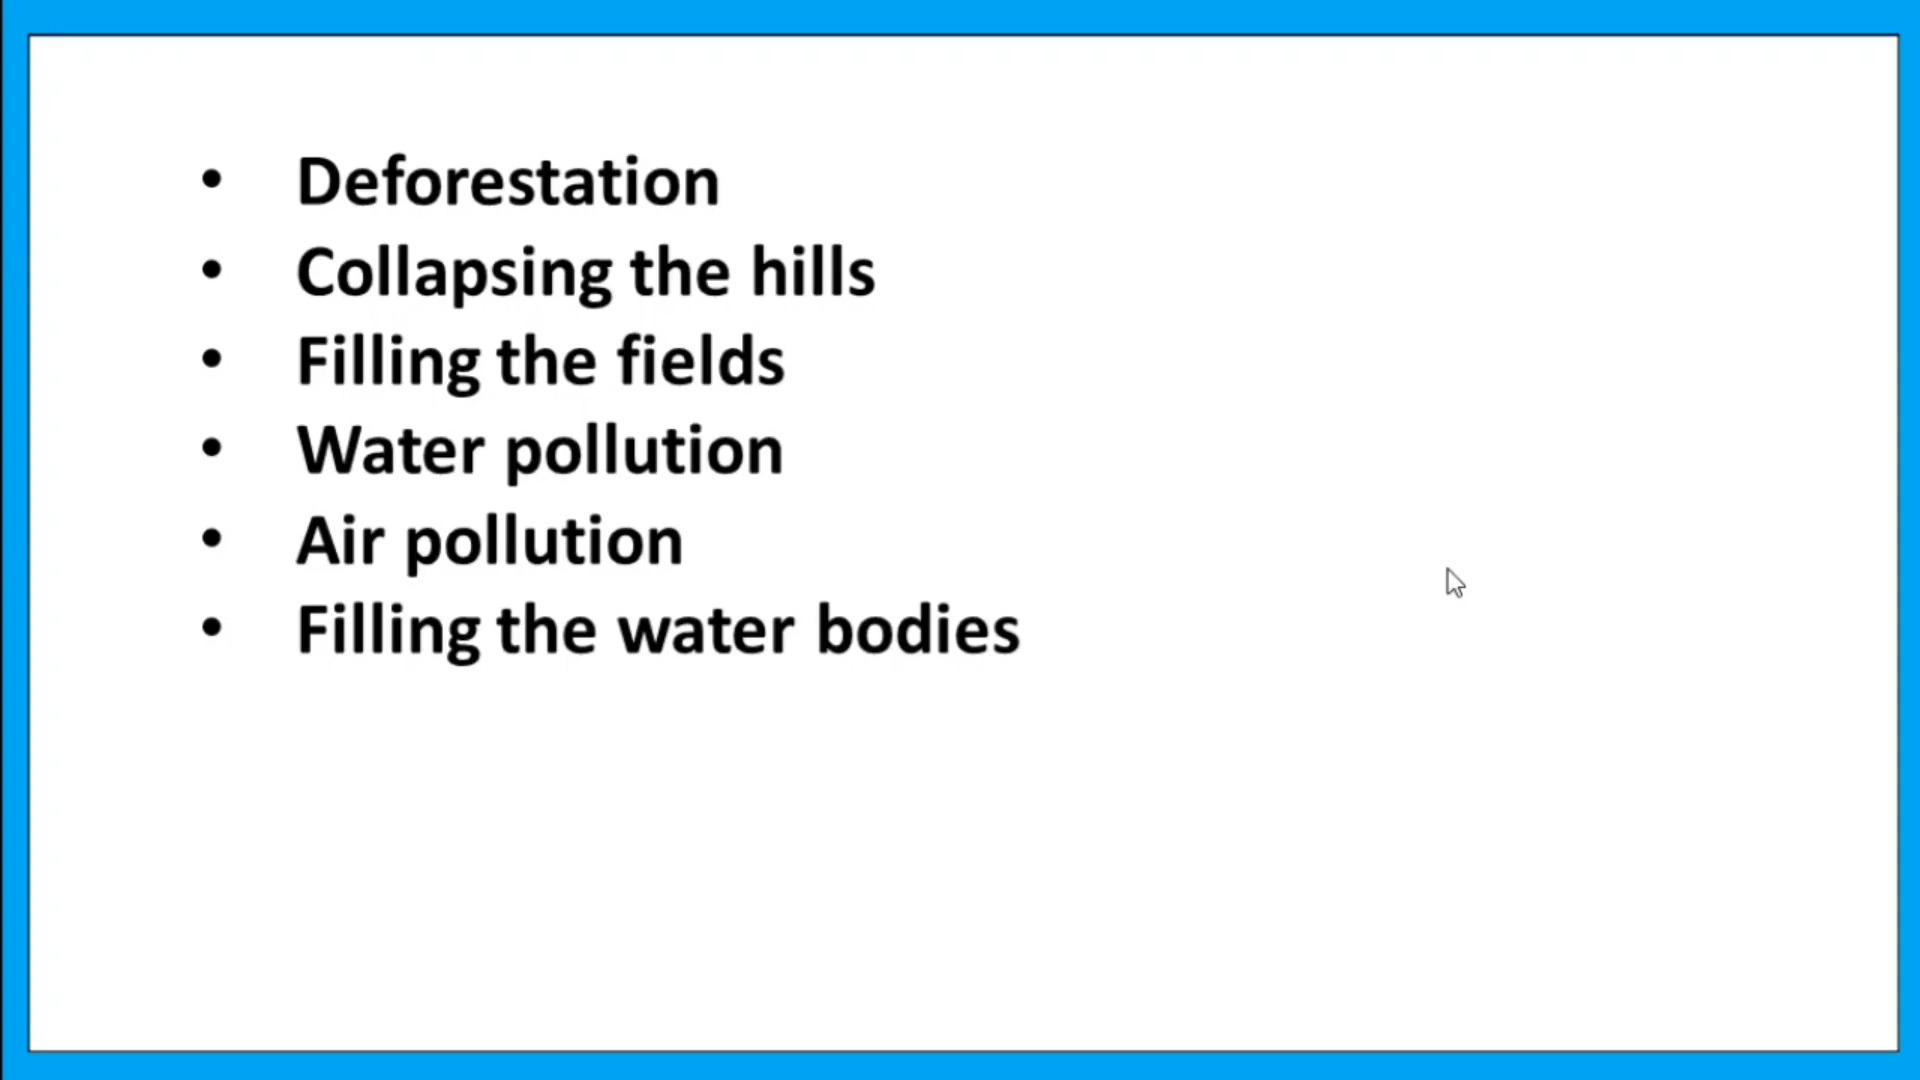 • Deforestation
• Collapsing the hills
• Filling the fields
• Water pollution
• Air pollution
• Filling the water bodies